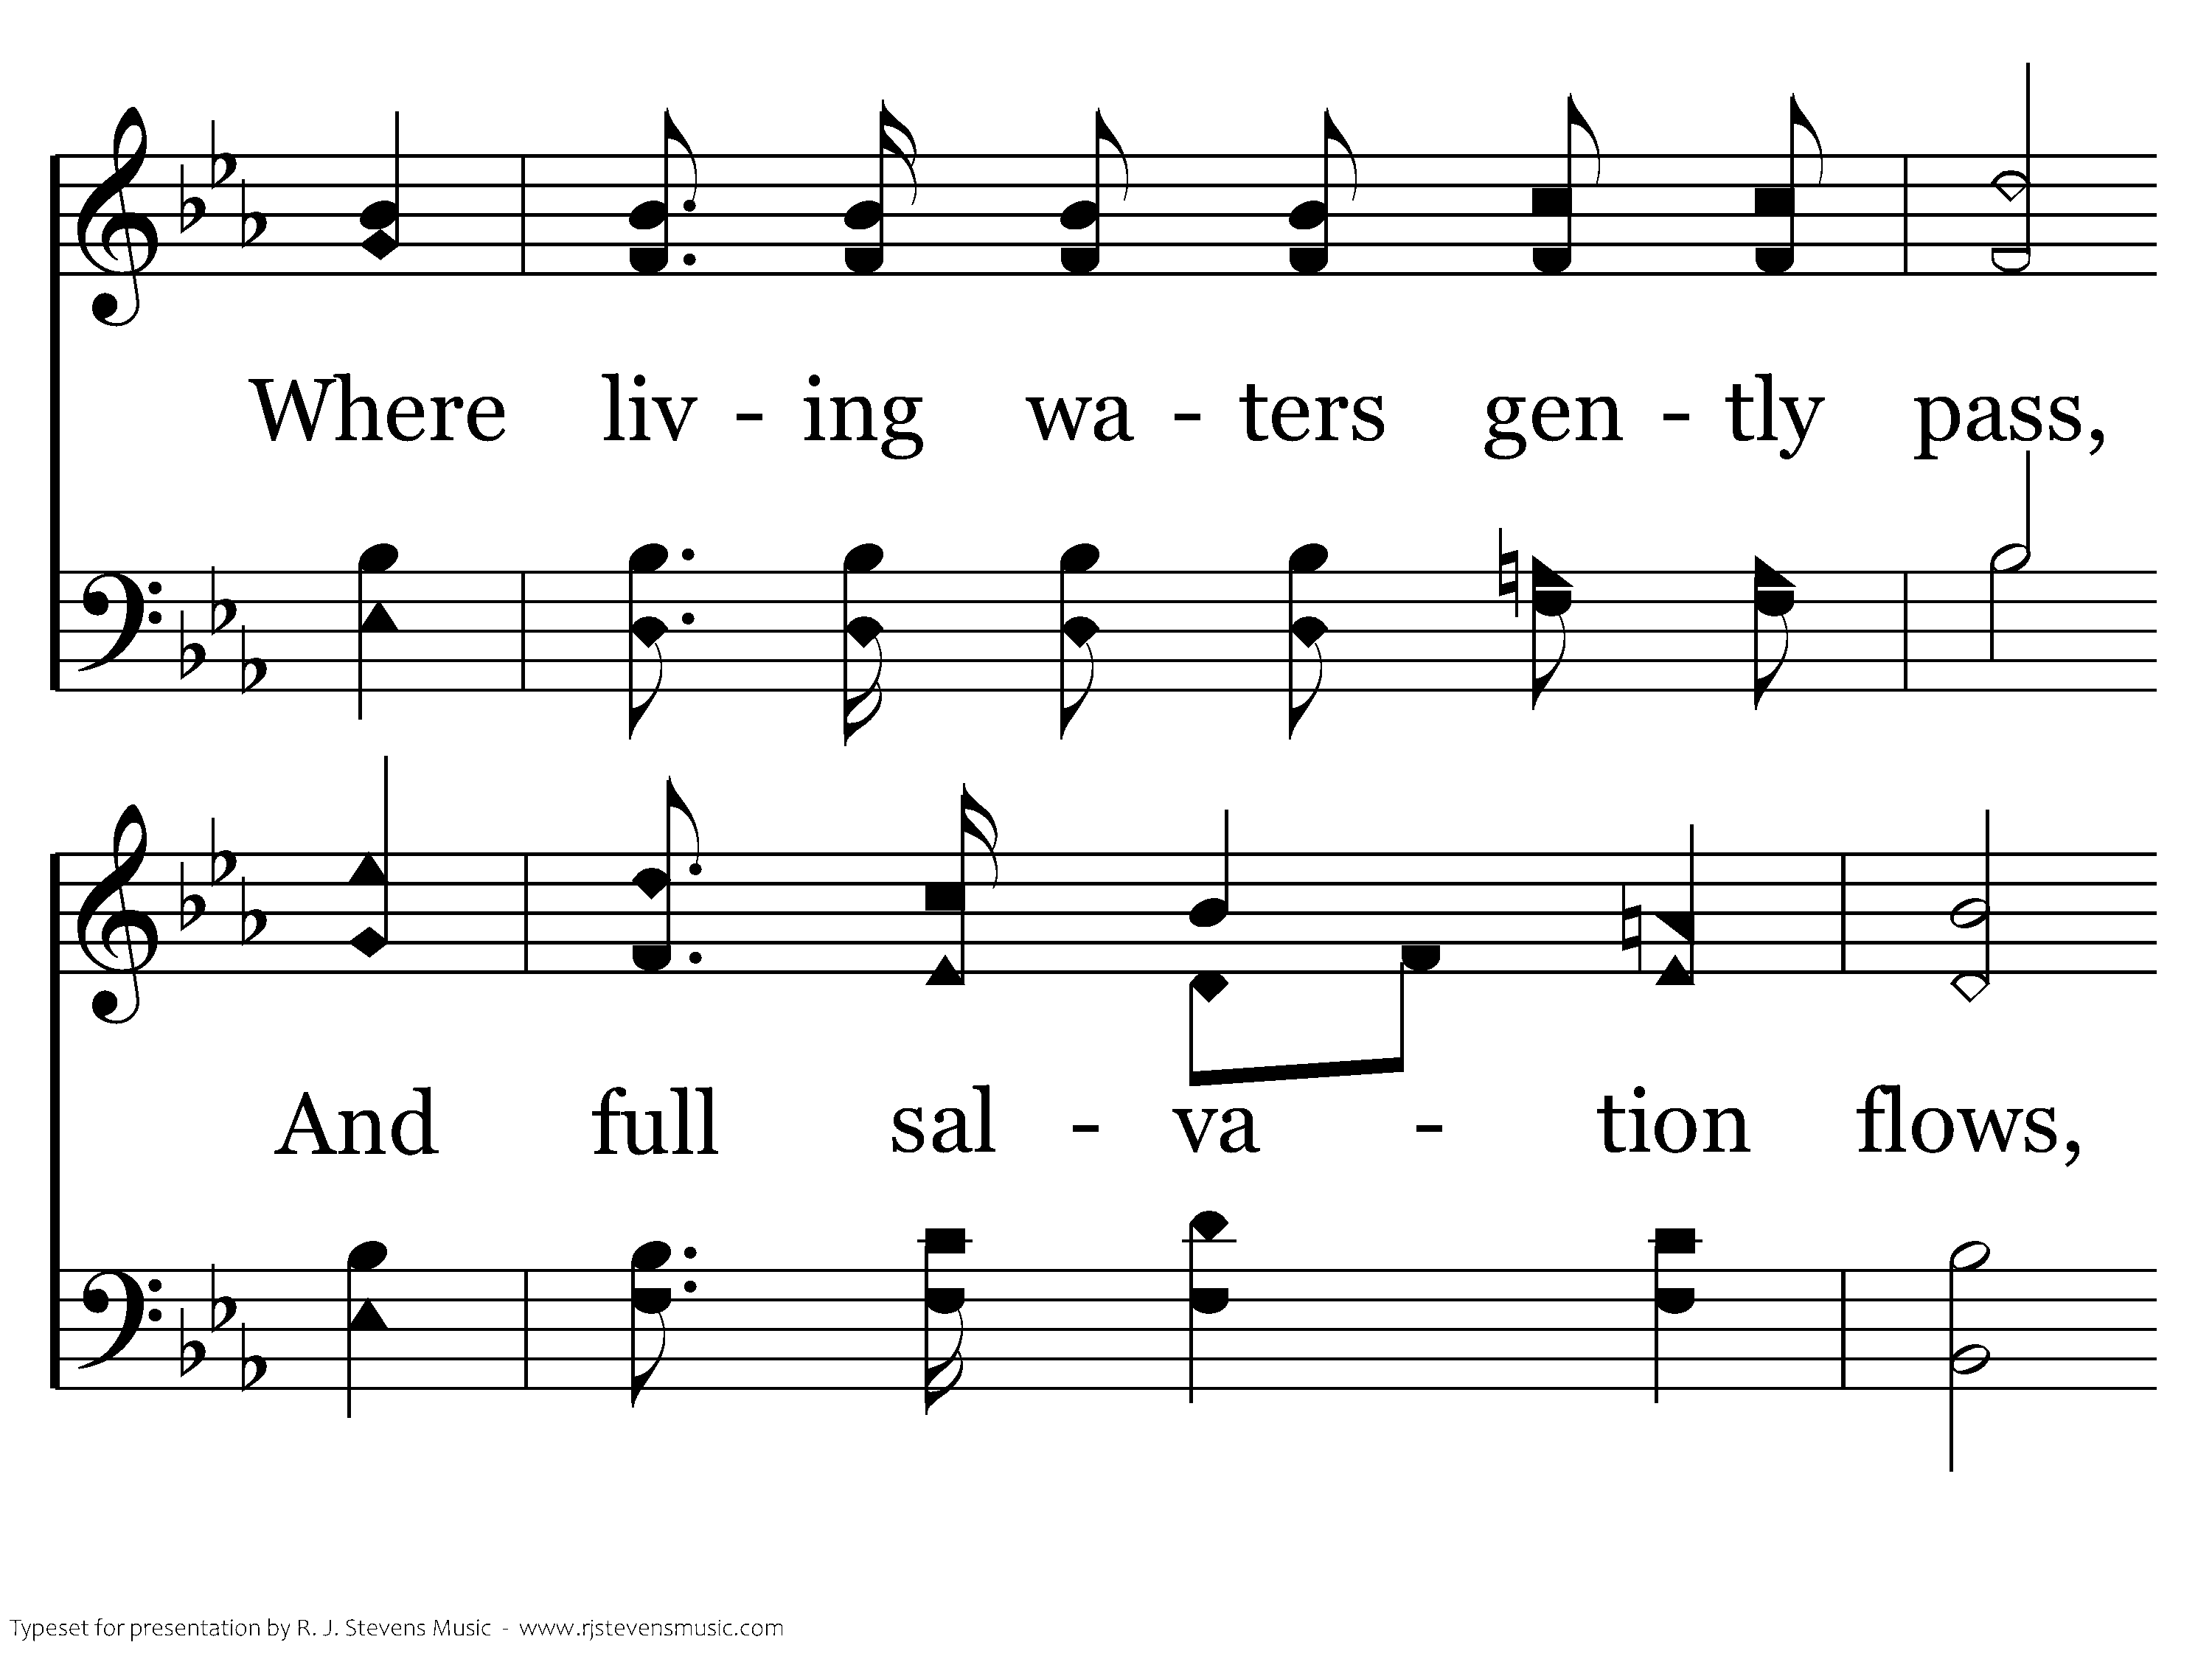 Where liv - ing wa - ters gen - tly pass,
And full sal - va - tion flows,
Typeset for presentation by R. J. Stevens Music - www.rjstevensmusic.com